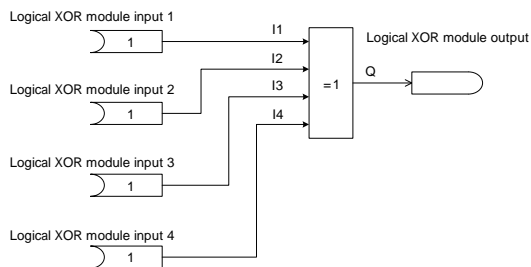 Logical XOR module input 1
1
I1
Logical XOR module output
Logical XOR module input 2
1
I2
=1
Q
I3
I4
Logical XOR module input 3
1
Logical XOR module input 4
1